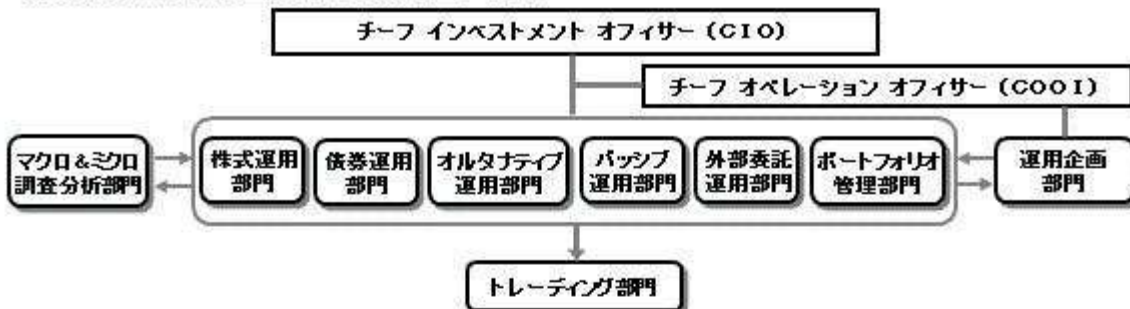 チーフ インベストメント オフィサー（CIO）
チーフ オペレーション オフィサー（COOI）
マクロ＆ミクロ
調査分析部門
株式運用
部門
債券運用
部門
オルタナティブ
運用部門
パッシブ
運用部門
外部委託
運用部門
ポートフォリオ
管理部門
運用企画
部門
トレーディング部門